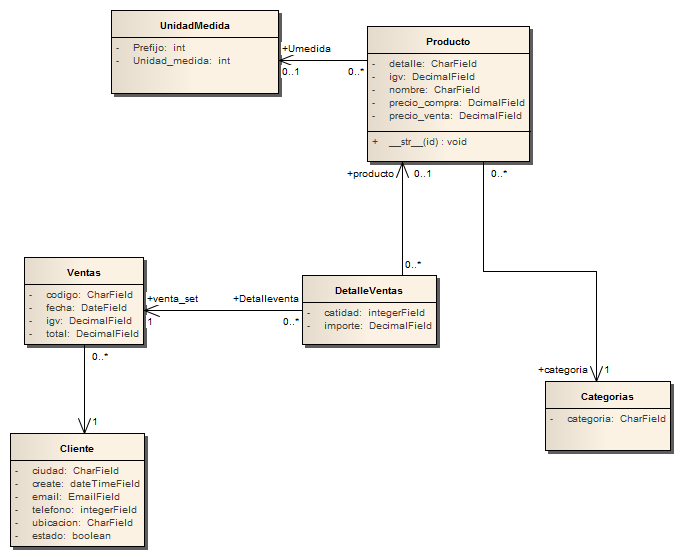 UnidadMedida
- Prefijo: int
- Unidad_medida: int
+Umedida
0..1
0..*
Producto
- detalle: CharField
- igv: DecimalField
- nombre: CharField
- precio_compra: DcimalField
- precio_venta: DecimalField
+ __str__(id) : void
+producto
0..1
0..*
0..*
Ventas
- codigo: CharField
- fecha: DateField
- igv: DecimalField
- total: DecimalField
+venta_set
1
+Detalleventa
0..*
DetalleVentas
- catidad: integerField
- importe: DecimalField
0..*
1
+categoria
1
Categorias
- categoria: CharField
Cliente
- ciudad: CharField
- create: dateTimeField
- email: EmailField
- telefono: integerField
- ubicacion: CharField
- estado: boolean